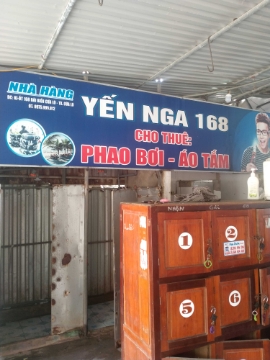 NHÀ HÀNG
YẾN NGA 168
CHO THUÊ:
PHAO BƠI - ÁO TẮM
1
2
5
6